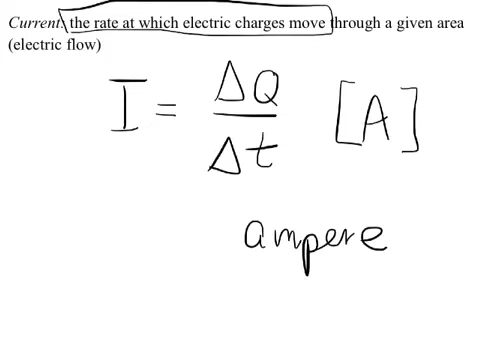 Current: the rate at which electric charges move through a given area
(electric flow)
I = ΔQ / Δt [A]
ampere